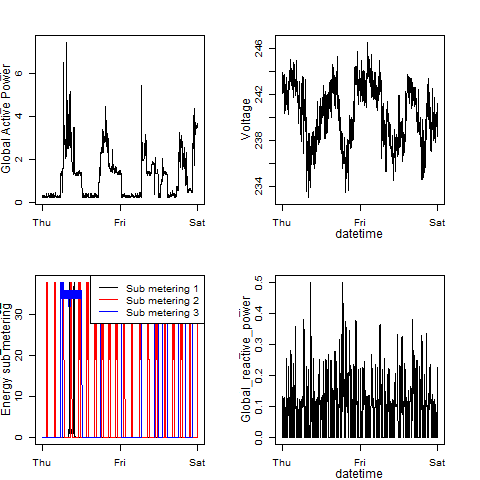 Global Active Power
0 2 4 6
Thu Fri Sat
Voltage
234 238 242 246
Thu Fri Sat
datetime
Energy sub_metering
0 10 20 30
Sub metering 1
Sub metering 2
Sub metering 3
Thu Fri Sat
Global_reactive_power
0.0 0.1 0.2 0.3 0.4 0.5
Thu Fri Sat
datetime